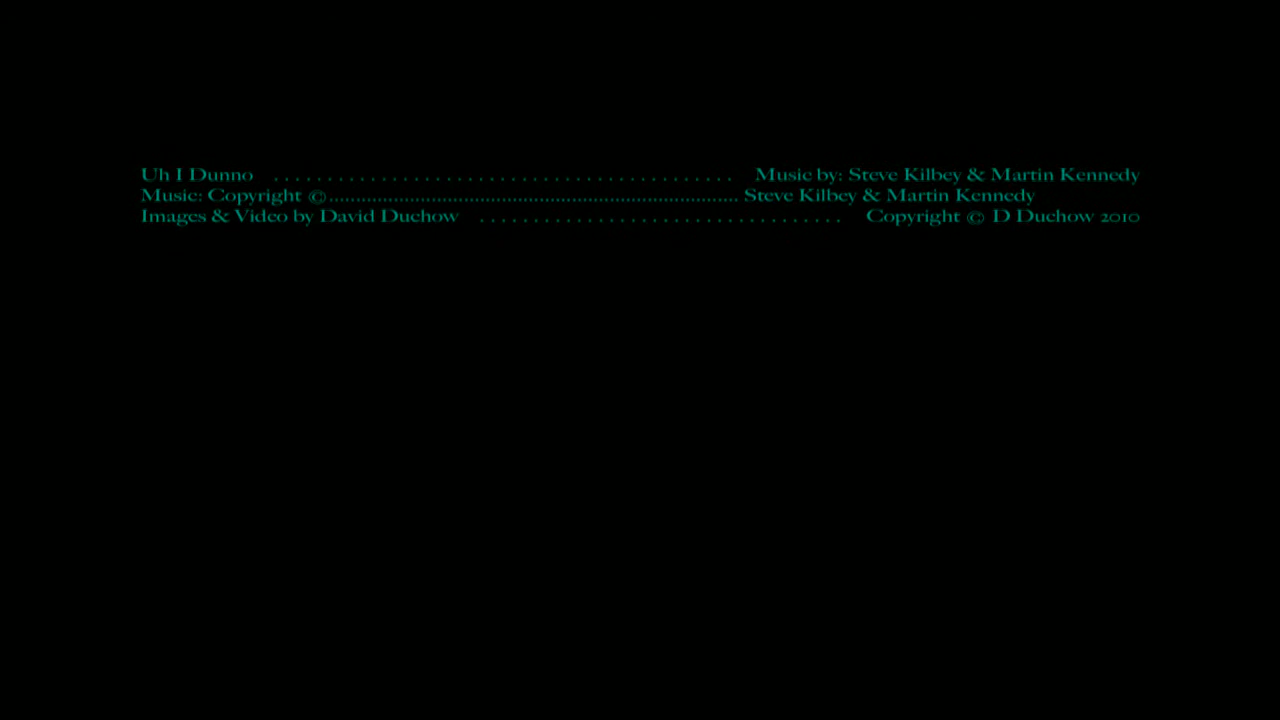 Uh I Dunno . . . . . . . . . . . . . . . . . . . . . . . . . . . . . . . . . . . . . . . . . . . Music by: Steve Kilbey & Martin Kennedy
Music: Copyright ©............................................................................. Steve Kilbey & Martin Kennedy
Images & Video by David Duchow . . . . . . . . . . . . . . . . . . . . . . . . . . . . . . . . . . Copyright © D Duchow 2010